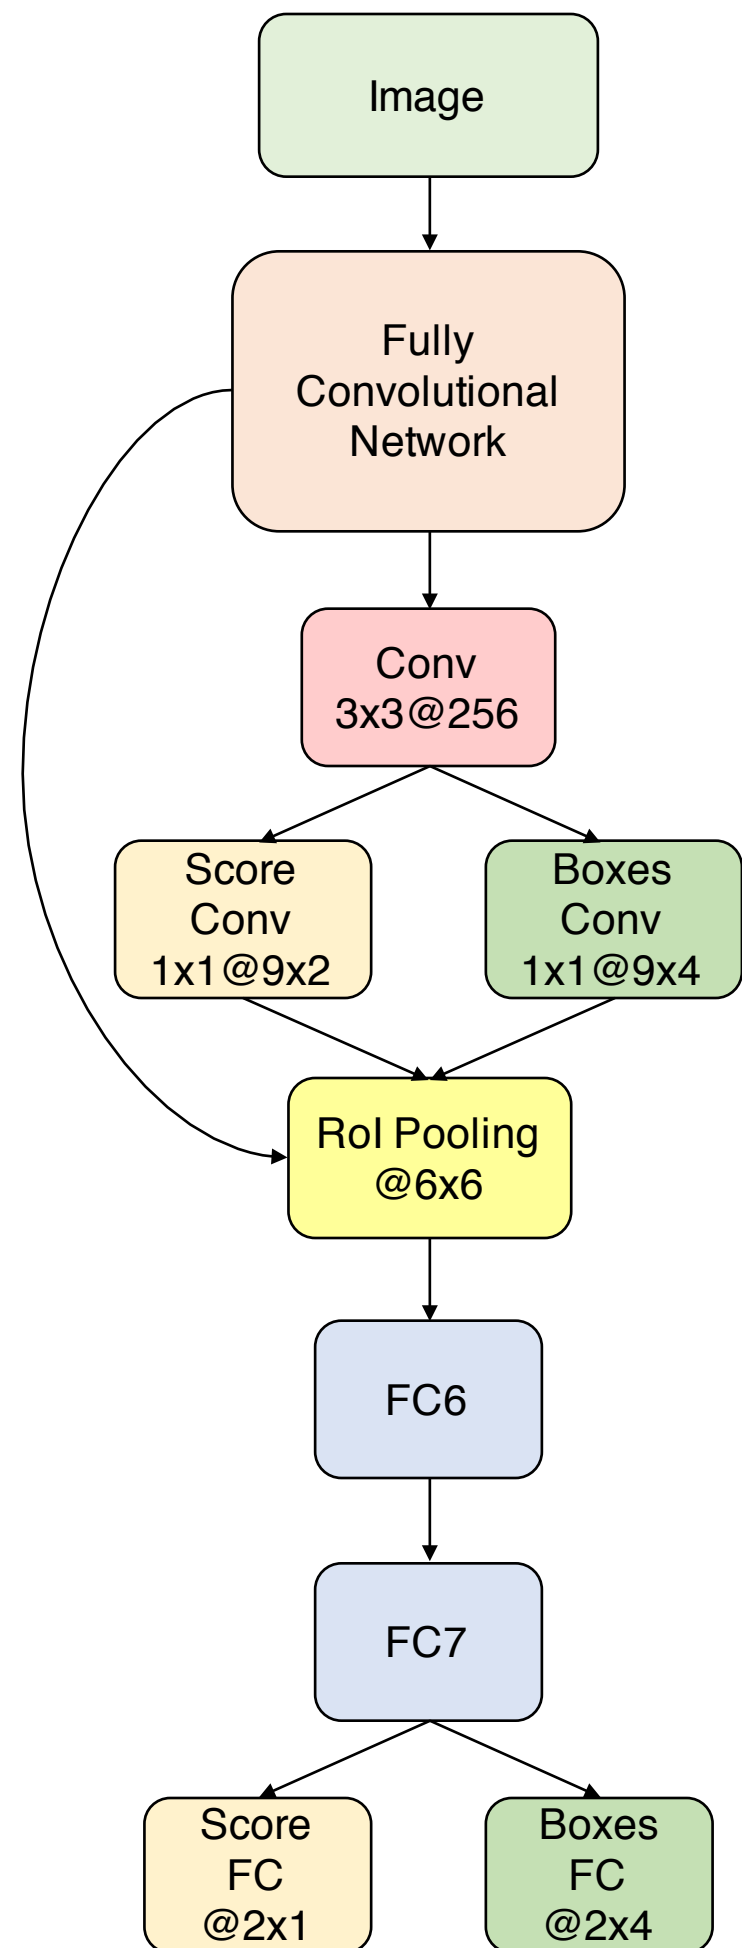 Image
Fully
Convolutional
Network
Conv
3x3@256
Score
Conv
1x1@9x2
Boxes
Conv
1x1@9x4
RoI Pooling
@6x6
FC6
FC7
Score
FC
@2x1
Boxes
FC
@2x4